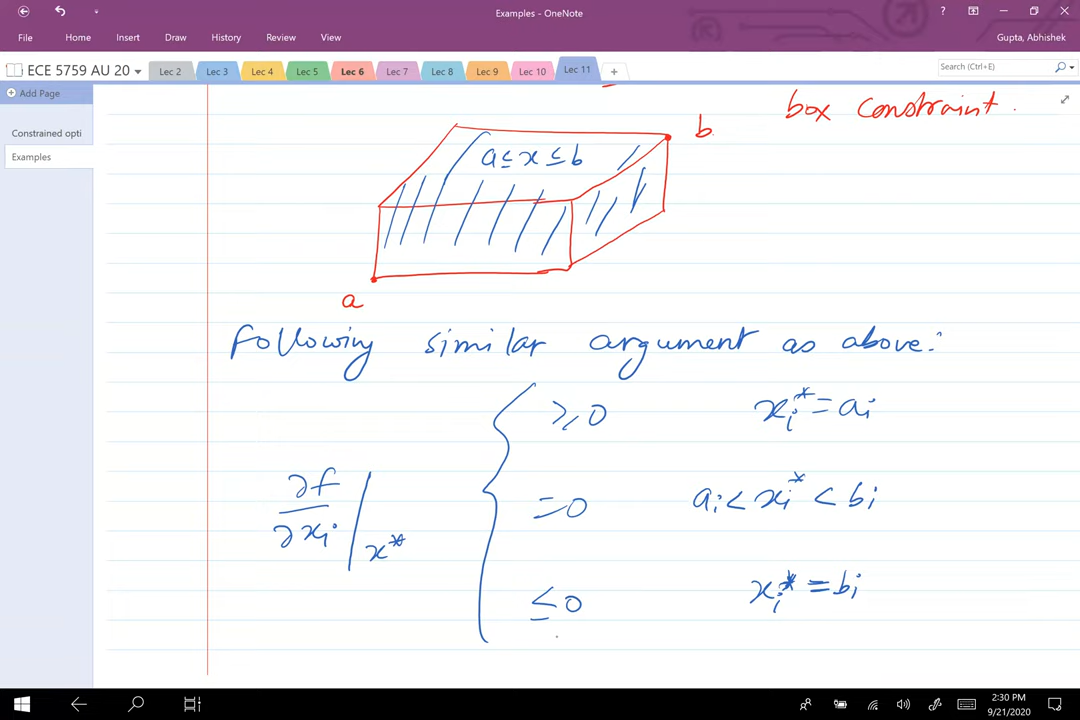 Examples - OneNote
?
File Home Insert Draw History Review View
Gupta, Abhishek
ECE 5759 AU 20
Lec 2 Lec 3 Lec 4 Lec 5 Lec 6 Lec 7 Lec 8 Lec 9 Lec 10 Lec 11 +
Search (Ctrl+E)
Add Page
Constrained opti
Examples
box constraint.
b
a ≤ x ≤ b
a
Following similar argument as above:
≥0 xi* = ai
∂f/∂xi | x* { =0 ai < xi* < bi
≤0 xi* = bi
2:30 PM
9/21/2020